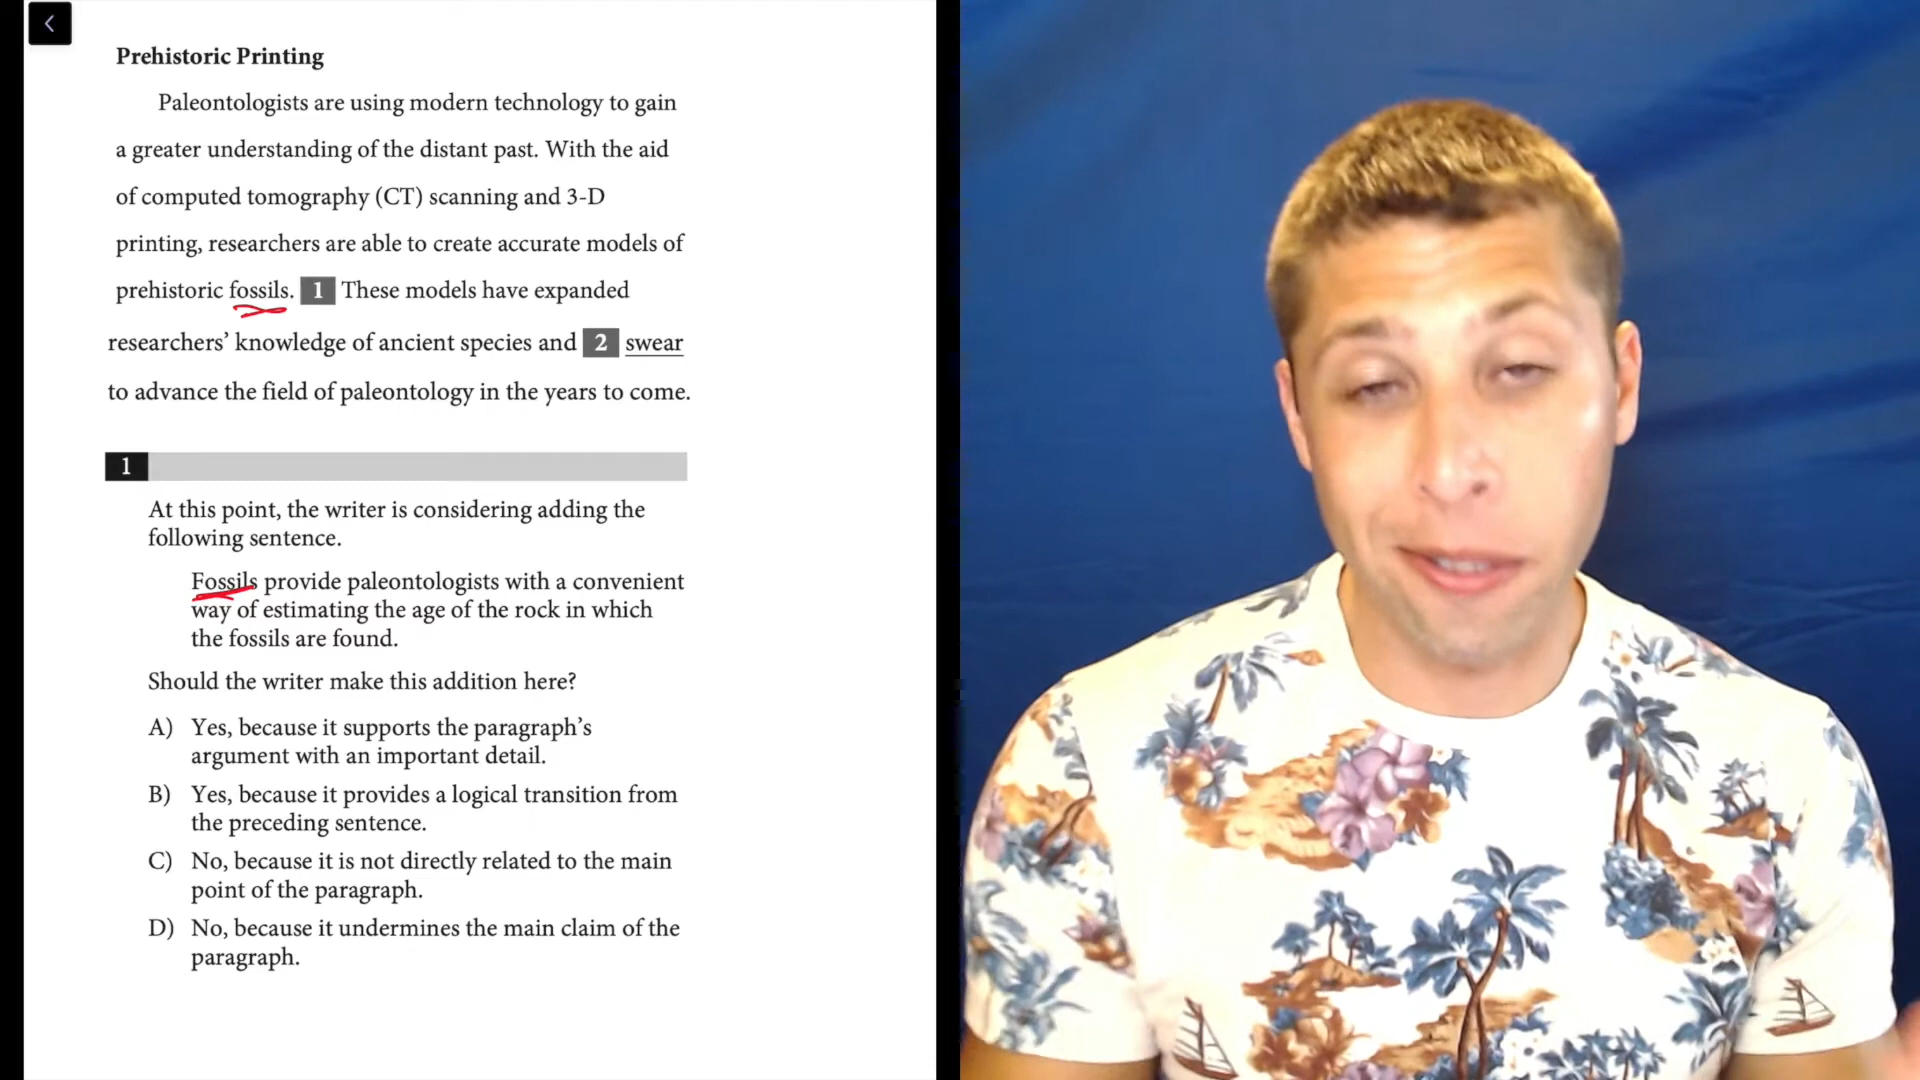 Prehistoric Printing
Paleontologists are using modern technology to gain
a greater understanding of the distant past. With the aid
of computed tomography (CT) scanning and 3-D
printing, researchers are able to create accurate models of
prehistoric fossils. 1 These models have expanded
researchers’ knowledge of ancient species and 2 swear
to advance the field of paleontology in the years to come.
1
At this point, the writer is considering adding the
following sentence.
Fossils provide paleontologists with a convenient
way of estimating the age of the rock in which
the fossils are found.
Should the writer make this addition here?
A) Yes, because it supports the paragraph’s
argument with an important detail.
B) Yes, because it provides a logical transition from
the preceding sentence.
C) No, because it is not directly related to the main
point of the paragraph.
D) No, because it undermines the main claim of the
paragraph.